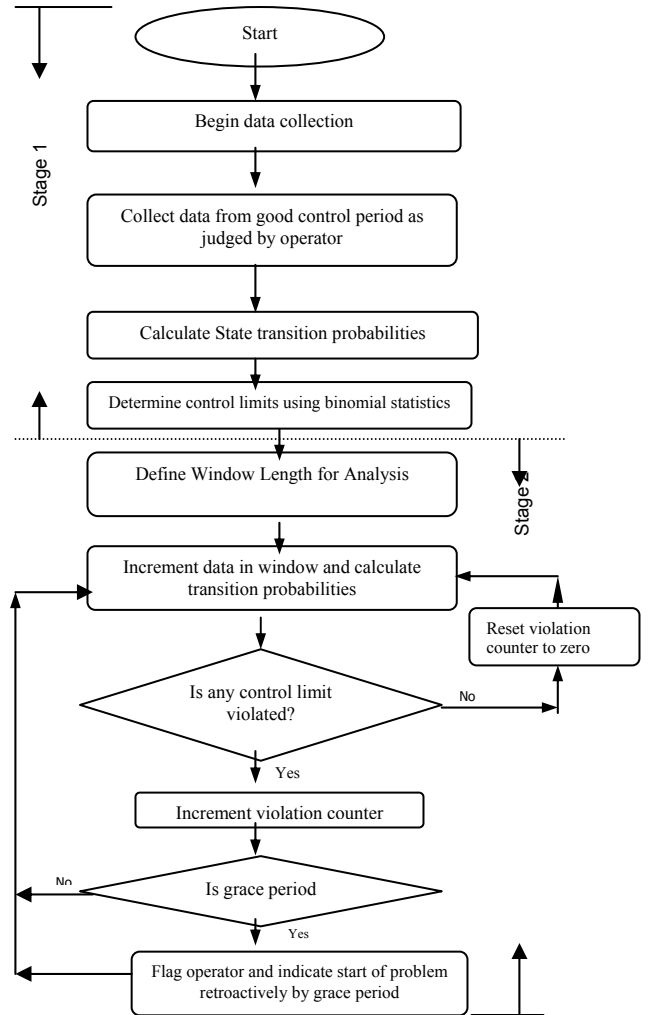 Start
Stage 1
Begin data collection
Collect data from good control period as
judged by operator
Calculate State transition probabilities
Determine control limits using binomial statistics
Define Window Length for Analysis
Stage
Increment data in window and calculate
transition probabilities
Reset violation
counter to zero
Is any control limit
violated?
No
Yes
Increment violation counter
Is grace period
No
Yes
Flag operator and indicate start of problem
retroactively by grace period